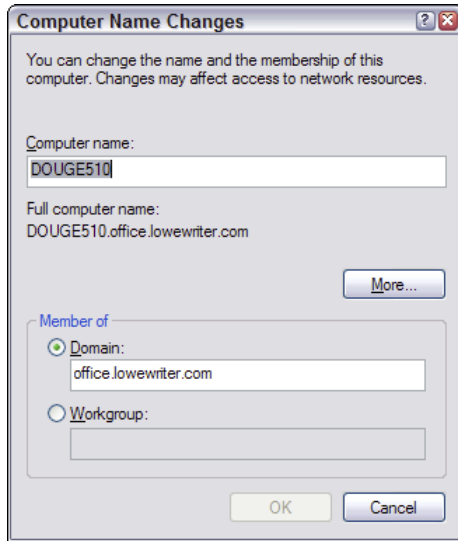 Computer Name Changes
You can change the name and the membership of this
computer. Changes may affect access to network resources.
Computer name:
DOUGE510
Full computer name:
DOUGE510.office.lowewriter.com
More...
Member of
Domain:
office.lowewriter.com
Workgroup:
OK
Cancel